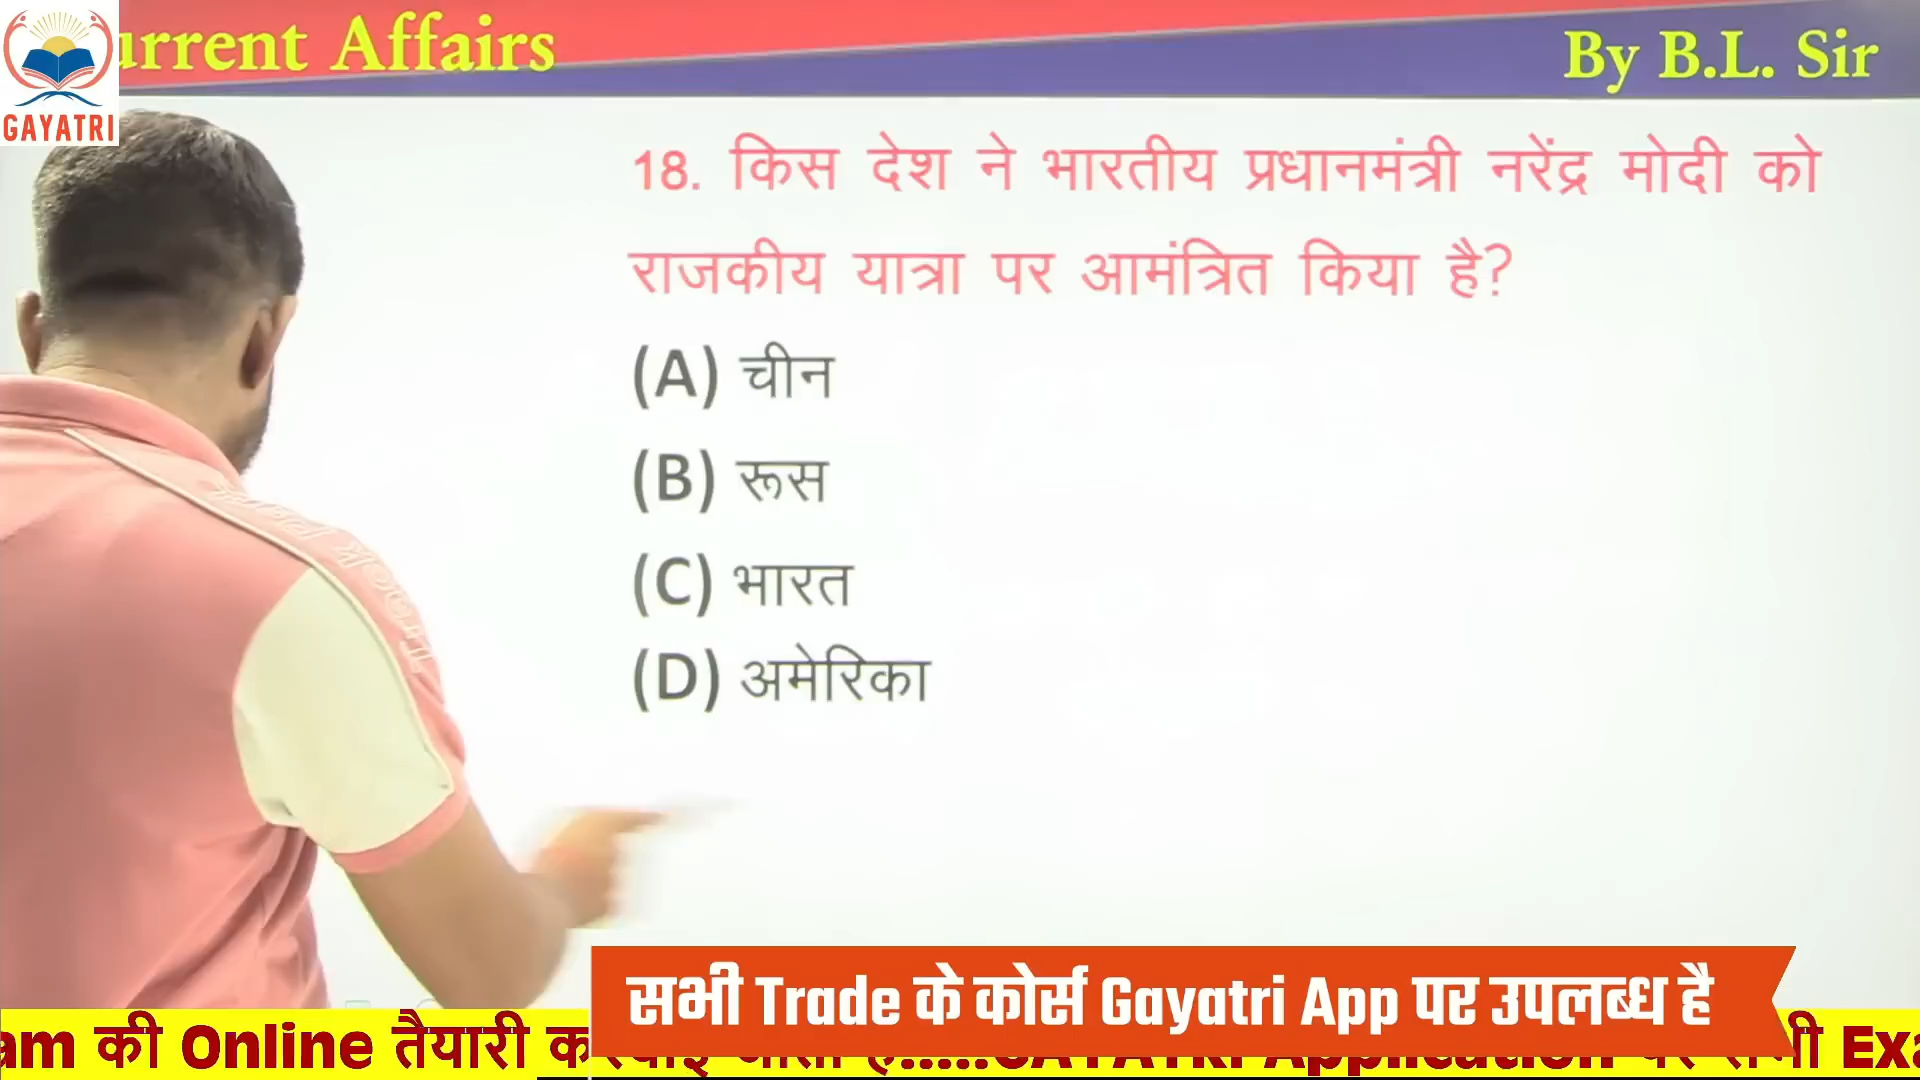 urrent Affairs
By B.L. Sir
GAYATRI
18. किस देश ने भारतीय प्रधानमंत्री नरेंद्र मोदी को
राजकीय यात्रा पर आमंत्रित किया है?
(A) चीन
(B) रूस
(C) भारत
(D) अमेरिका
सभी Trade के कोर्स Gayatri App पर उपलब्ध है
am की Online तैयारी क